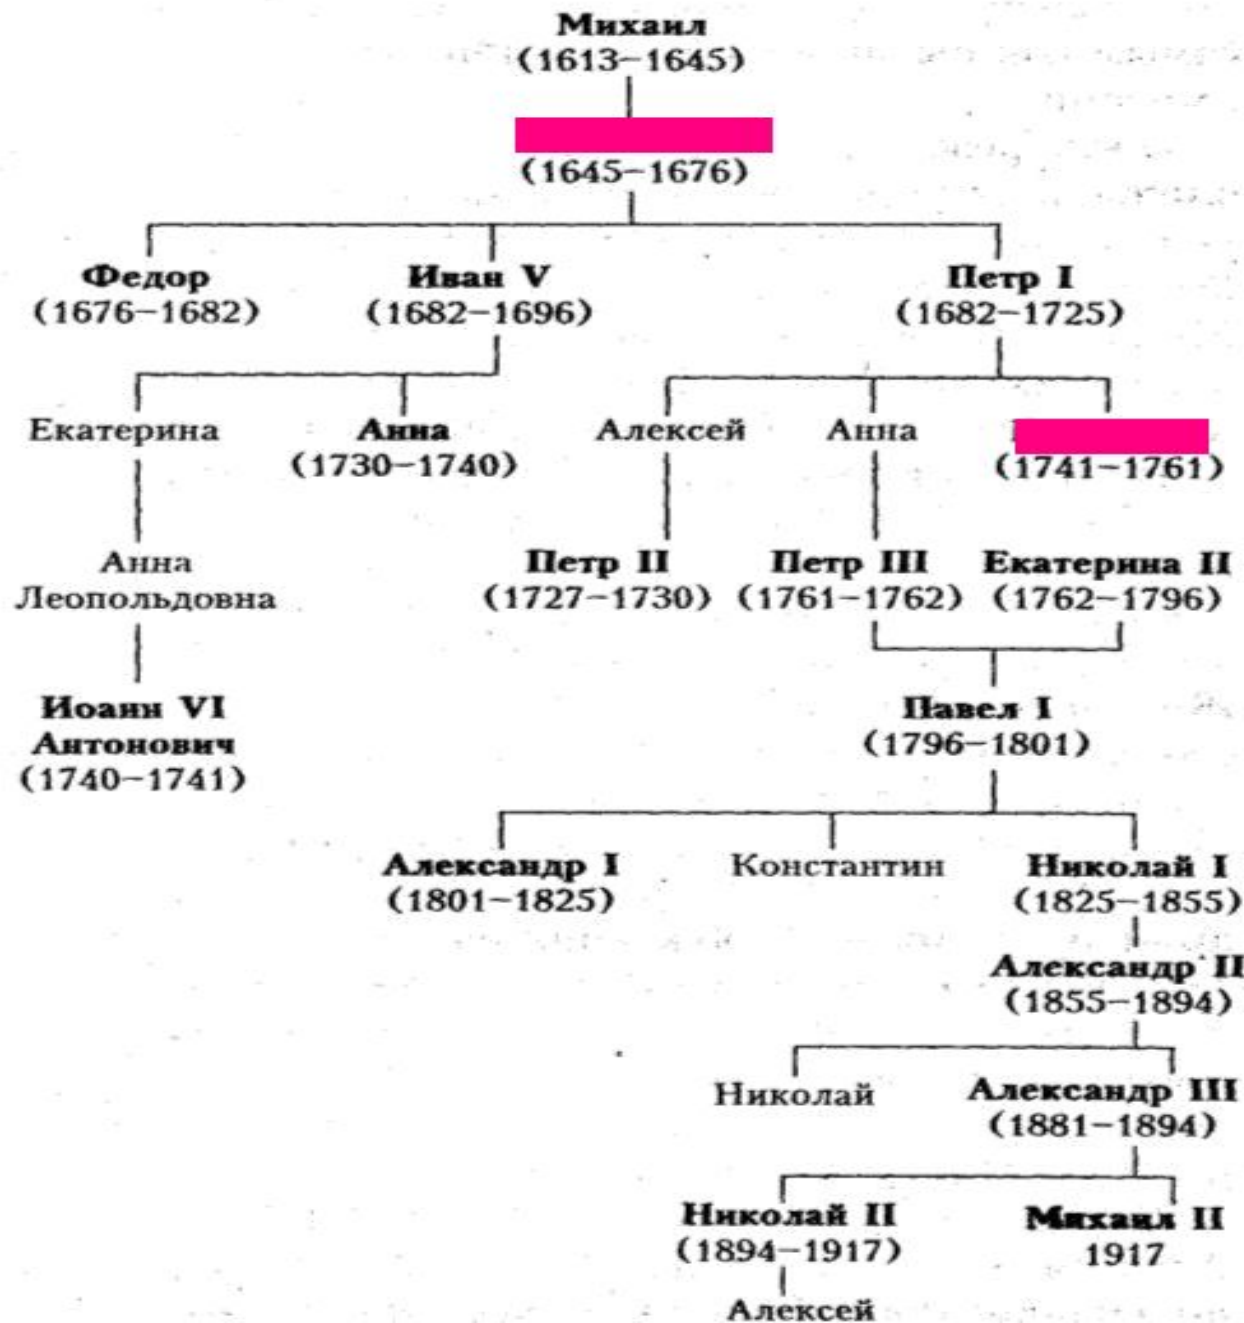 Михаил
(1613–1645)
(1645–1676)
Федор
(1676–1682)
Иван V
(1682–1696)
Петр I
(1682–1725)
Екатерина
Анна
(1730–1740)
Алексей
Анна
(1741–1761)
Анна
Леопольдовна
Петр II
(1727–1730)
Петр III
(1761–1762)
Екатерина II
(1762–1796)
Иоанн VI
Антонович
(1740–1741)
Павел I
(1796–1801)
Александр I
(1801–1825)
Константин
Николай I
(1825–1855)
Александр II
(1855–1894)
Николай
Александр III
(1881–1894)
Николай II
(1894–1917)
Михаил II
1917
Алексей